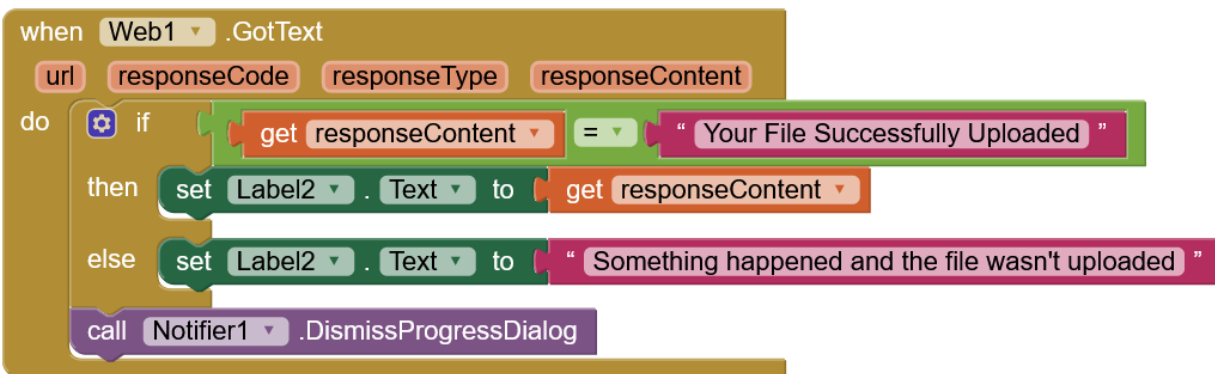 when Web1 .GotText
url responseCode responseType responseContent
do if get responseContent = “ Your File Successfully Uploaded ”
then set Label2 . Text to get responseContent
else set Label2 . Text to “ Something happened and the file wasn't uploaded ”
call Notifier1 .DismissProgressDialog